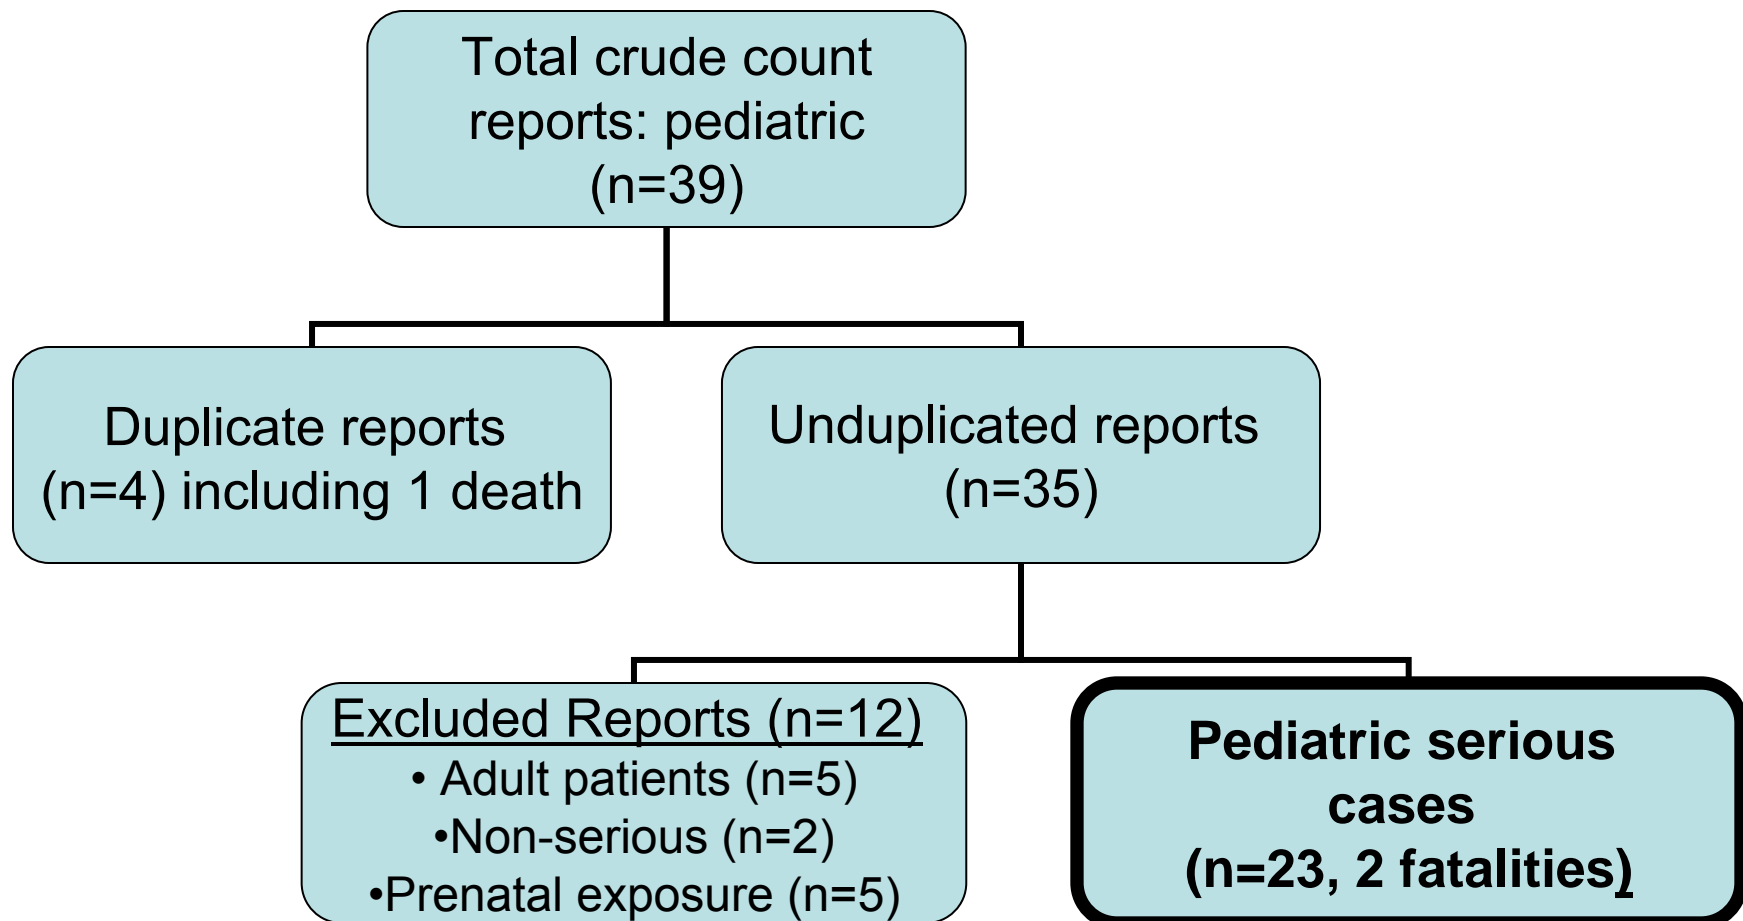 Total crude count
reports: pediatric
(n=39)
Duplicate reports
(n=4) including 1 death
Unduplicated reports
(n=35)
Excluded Reports (n=12)
• Adult patients (n=5)
•Non-serious (n=2)
•Prenatal exposure (n=5)
Pediatric serious
cases
(n=23, 2 fatalities)